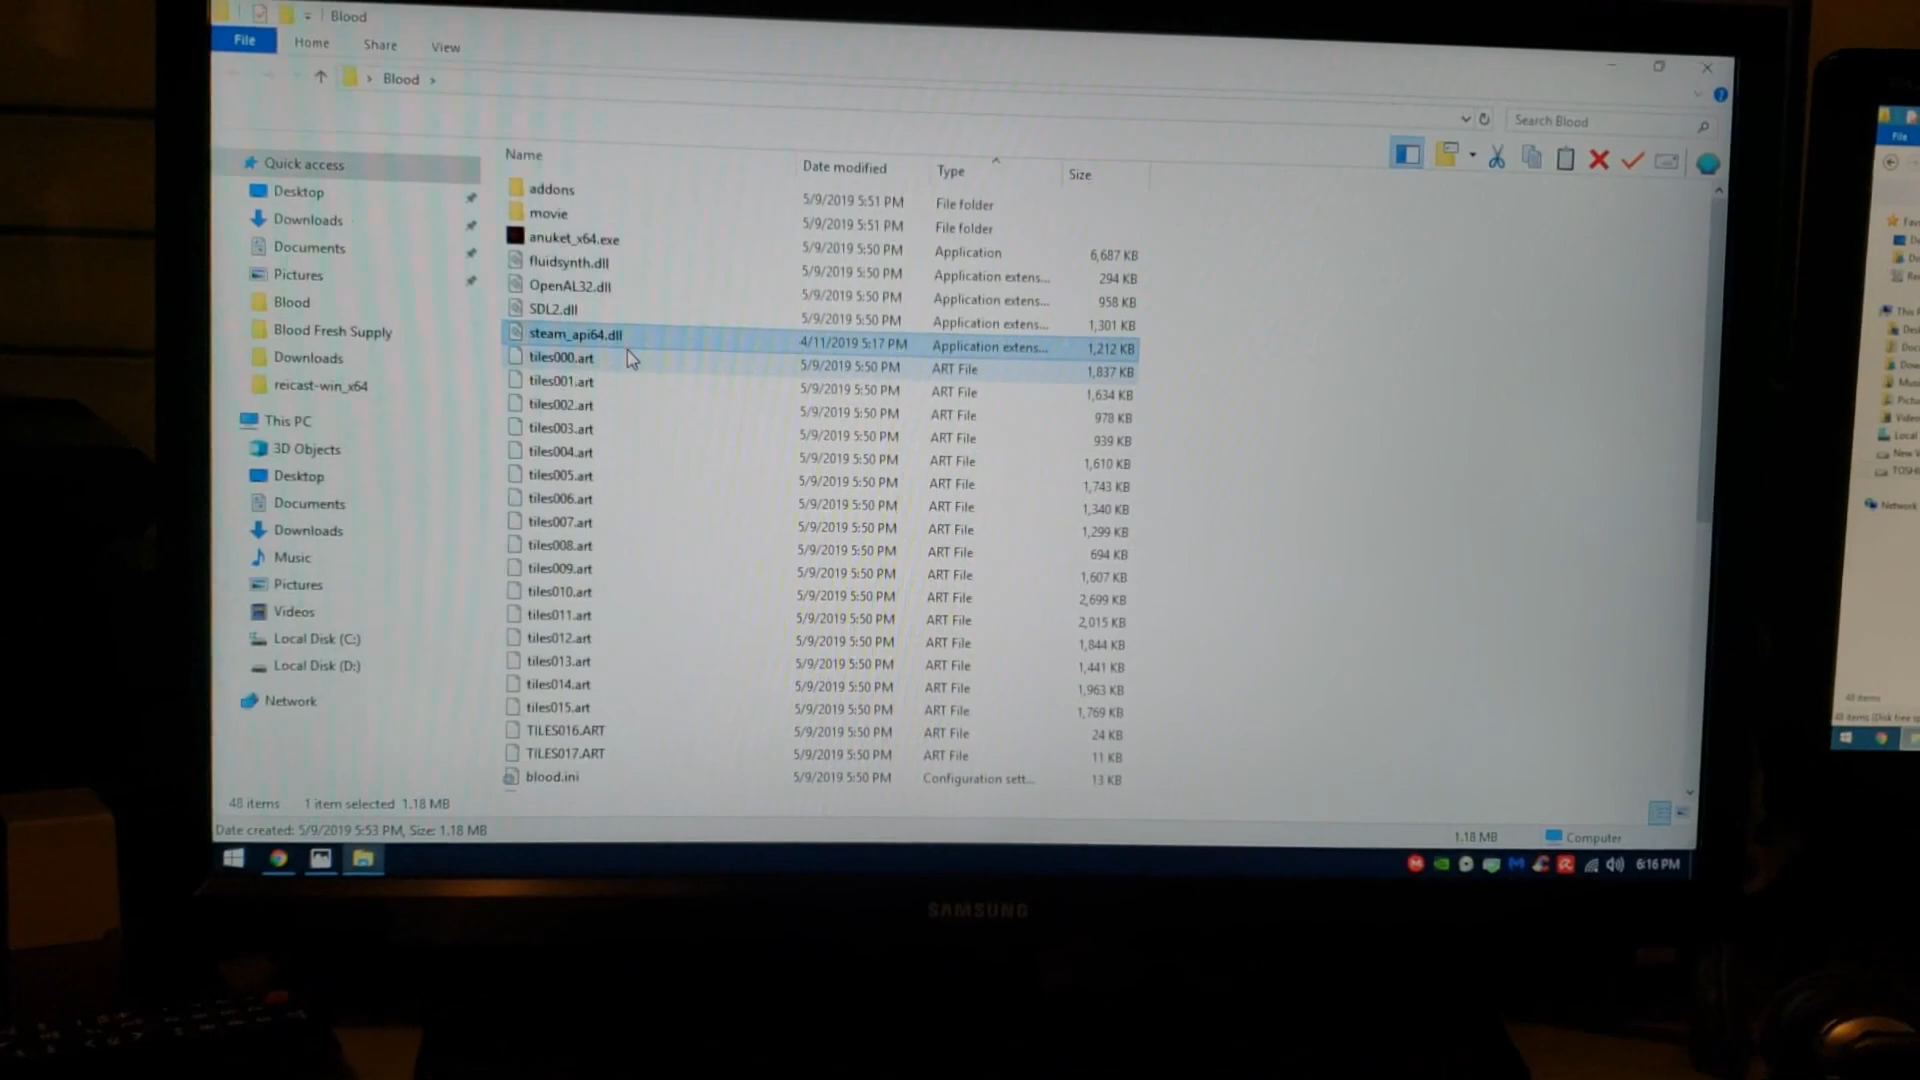 Blood
File Home Share View
Blood
Search Blood
Quick access
Desktop
Downloads
Documents
Pictures
Blood
Blood Fresh Supply
Downloads
reicast-win_x64
This PC
3D Objects
Desktop
Documents
Downloads
Music
Pictures
Videos
Local Disk (C:)
Local Disk (D:)
Network
Name Date modified Type Size
addons 5/9/2019 5:51 PM File folder
movie 5/9/2019 5:51 PM File folder
anuket_x64.exe 5/9/2019 5:50 PM Application 6,687 KB
fluidsynth.dll 5/9/2019 5:50 PM Application extens... 294 KB
OpenAL32.dll 5/9/2019 5:50 PM Application extens... 958 KB
SDL2.dll 5/9/2019 5:50 PM Application extens... 1,301 KB
steam_api64.dll 4/11/2019 5:17 PM Application extens... 1,212 KB
tiles000.art 5/9/2019 5:50 PM ART File 1,837 KB
tiles001.art 5/9/2019 5:50 PM ART File 1,634 KB
tiles002.art 5/9/2019 5:50 PM ART File 978 KB
tiles003.art 5/9/2019 5:50 PM ART File 939 KB
tiles004.art 5/9/2019 5:50 PM ART File 1,610 KB
tiles005.art 5/9/2019 5:50 PM ART File 1,743 KB
tiles006.art 5/9/2019 5:50 PM ART File 1,340 KB
tiles007.art 5/9/2019 5:50 PM ART File 1,299 KB
tiles008.art 5/9/2019 5:50 PM ART File 694 KB
tiles009.art 5/9/2019 5:50 PM ART File 1,607 KB
tiles010.art 5/9/2019 5:50 PM ART File 2,699 KB
tiles011.art 5/9/2019 5:50 PM ART File 2,015 KB
tiles012.art 5/9/2019 5:50 PM ART File 1,844 KB
tiles013.art 5/9/2019 5:50 PM ART File 1,441 KB
tiles014.art 5/9/2019 5:50 PM ART File 1,963 KB
tiles015.art 5/9/2019 5:50 PM ART File 1,769 KB
TILES016.ART 5/9/2019 5:50 PM ART File 24 KB
TILES017.ART 5/9/2019 5:50 PM ART File 11 KB
blood.ini 5/9/2019 5:50 PM Configuration sett... 13 KB
48 items 1 item selected 1.18 MB
Date created: 5/9/2019 5:53 PM, Size: 1.18 MB 1.18 MB Computer
6:16 PM
SAMSUNG
File
This P
Local
Network
48 items